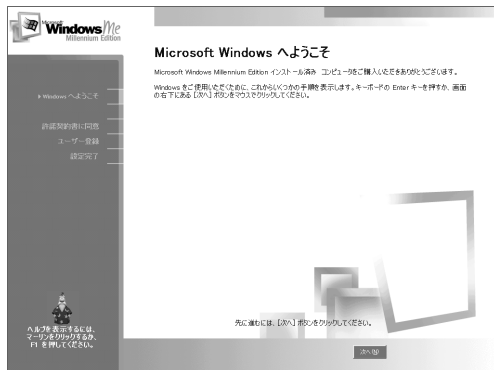 Microsoft
Windows Me
Millennium Edition
Microsoft Windows へようこそ
Microsoft Windows Millennium Edition インストール済み コンピュータをご購入いただきありがとうございます。
Windows をご使用いただくために、これからいくつかの手順を表示します。キーボードの Enter キーを押すか、画面
の右下にある [次へ] ボタンをマウスでクリックしてください。
Windows へようこそ
許諾契約書に同意
ユーザー登録
設定完了
先に進むには、[次へ] ボタンをクリックしてください。
ヘルプを表示するには、
マーリンをクリックするか、
F1 を押してください。
次へ(N)